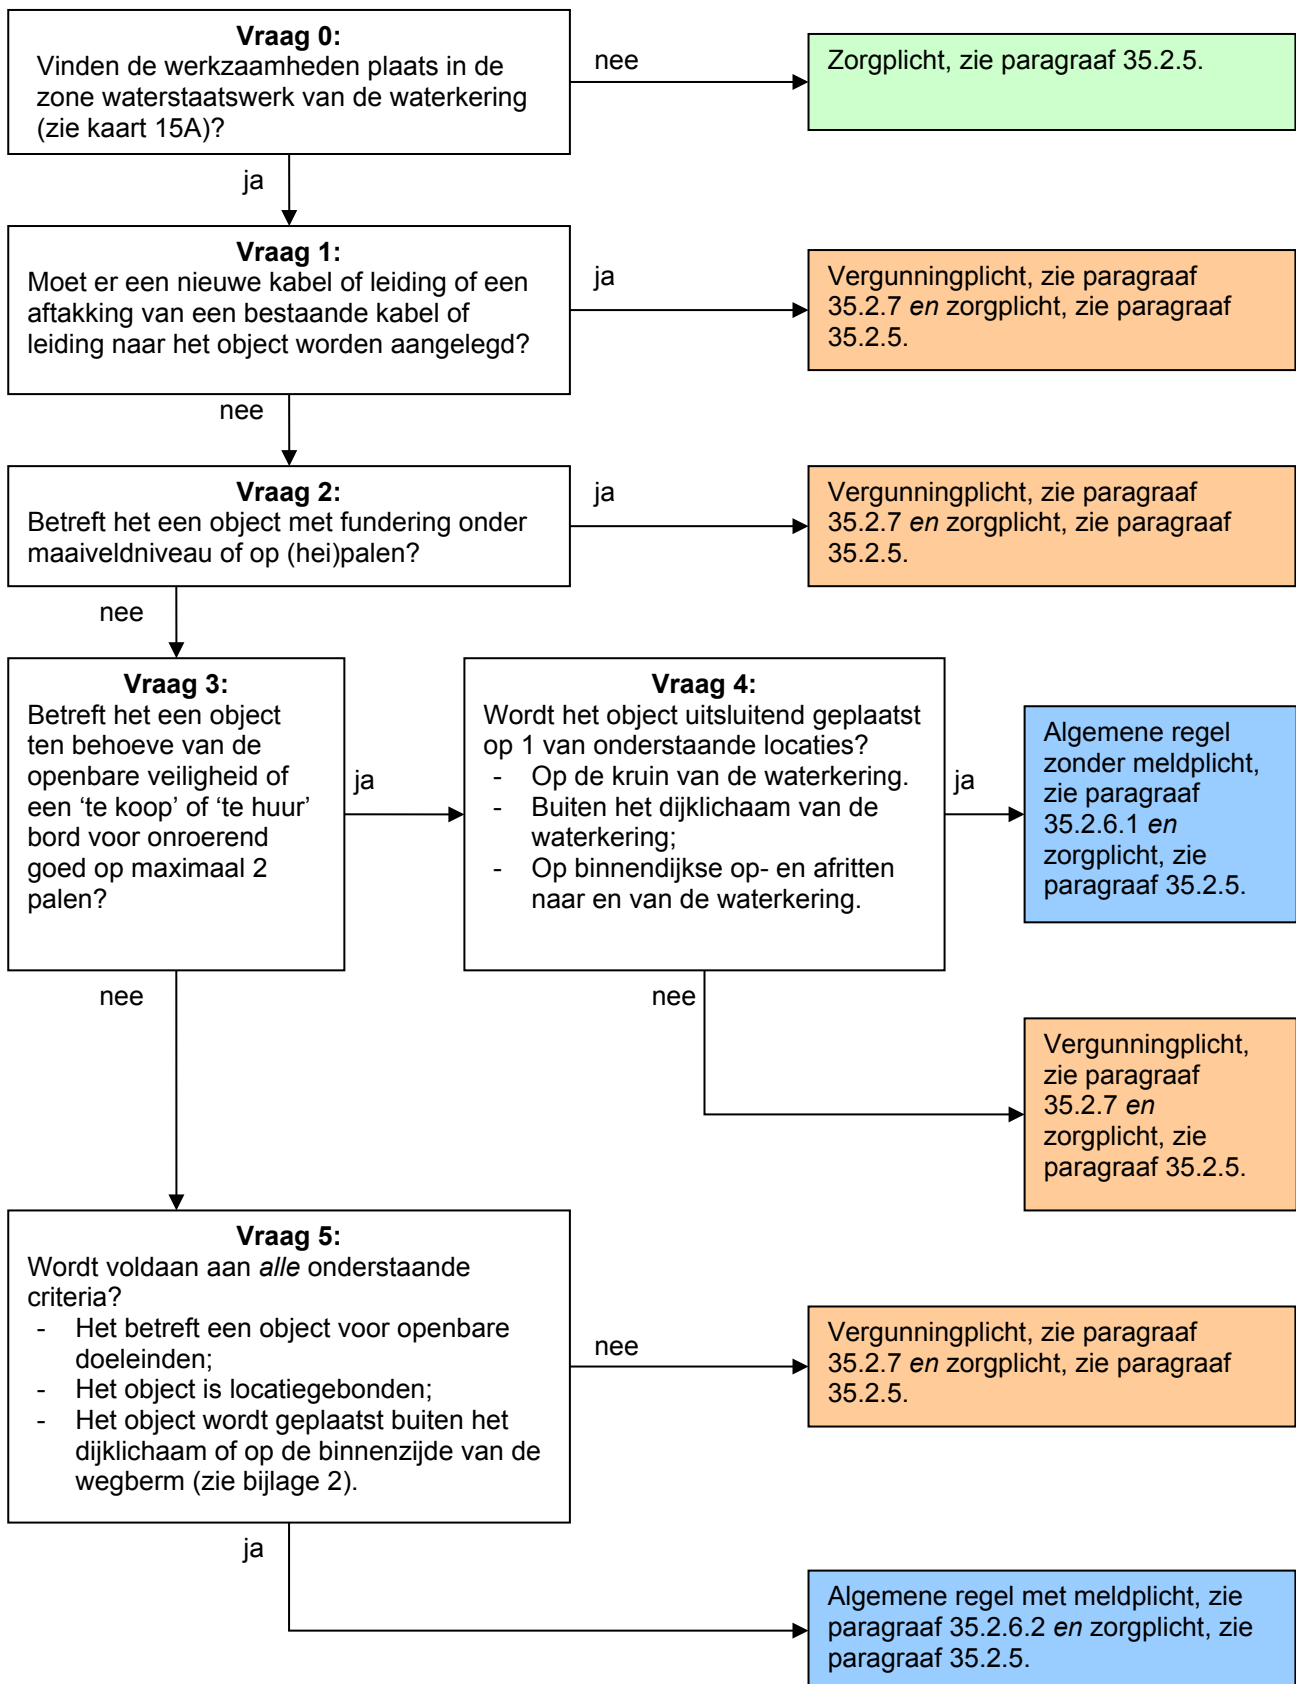 Vraag 0:
Vinden de werkzaamheden plaats in de
zone waterstaatswerk van de waterkering
(zie kaart 15A)?
nee
Zorgplicht, zie paragraaf 35.2.5.
ja
Vraag 1:
Moet er een nieuwe kabel of leiding of een
aftakking van een bestaande kabel of
leiding naar het object worden aangelegd?
ja
Vergunningplicht, zie paragraaf
35.2.7 en zorgplicht, zie paragraaf
35.2.5.
nee
Vraag 2:
Betreft het een object met fundering onder
maaiveldniveau of op (hei)palen?
ja
Vergunningplicht, zie paragraaf
35.2.7 en zorgplicht, zie paragraaf
35.2.5.
nee
Vraag 3:
Betreft het een object
ten behoeve van de
openbare veiligheid of
een ‘te koop’ of ‘te huur’
bord voor onroerend
goed op maximaal 2
palen?
ja
Vraag 4:
Wordt het object uitsluitend geplaatst
op 1 van onderstaande locaties?
- Op de kruin van de waterkering.
- Buiten het dijklichaam van de
waterkering;
- Op binnendijkse op- en afritten
naar en van de waterkering.
ja
Algemene regel
zonder meldplicht,
zie paragraaf
35.2.6.1 en
zorgplicht, zie
paragraaf 35.2.5.
nee
nee
Vergunningplicht,
zie paragraaf
35.2.7 en
zorgplicht, zie
paragraaf 35.2.5.
Vraag 5:
Wordt voldaan aan alle onderstaande
criteria?
- Het betreft een object voor openbare
doeleinden;
- Het object is locatiegebonden;
- Het object wordt geplaatst buiten het
dijklichaam of op de binnenzijde van de
wegberm (zie bijlage 2).
nee
Vergunningplicht, zie paragraaf
35.2.7 en zorgplicht, zie paragraaf
35.2.5.
ja
Algemene regel met meldplicht, zie
paragraaf 35.2.6.2 en zorgplicht, zie
paragraaf 35.2.5.